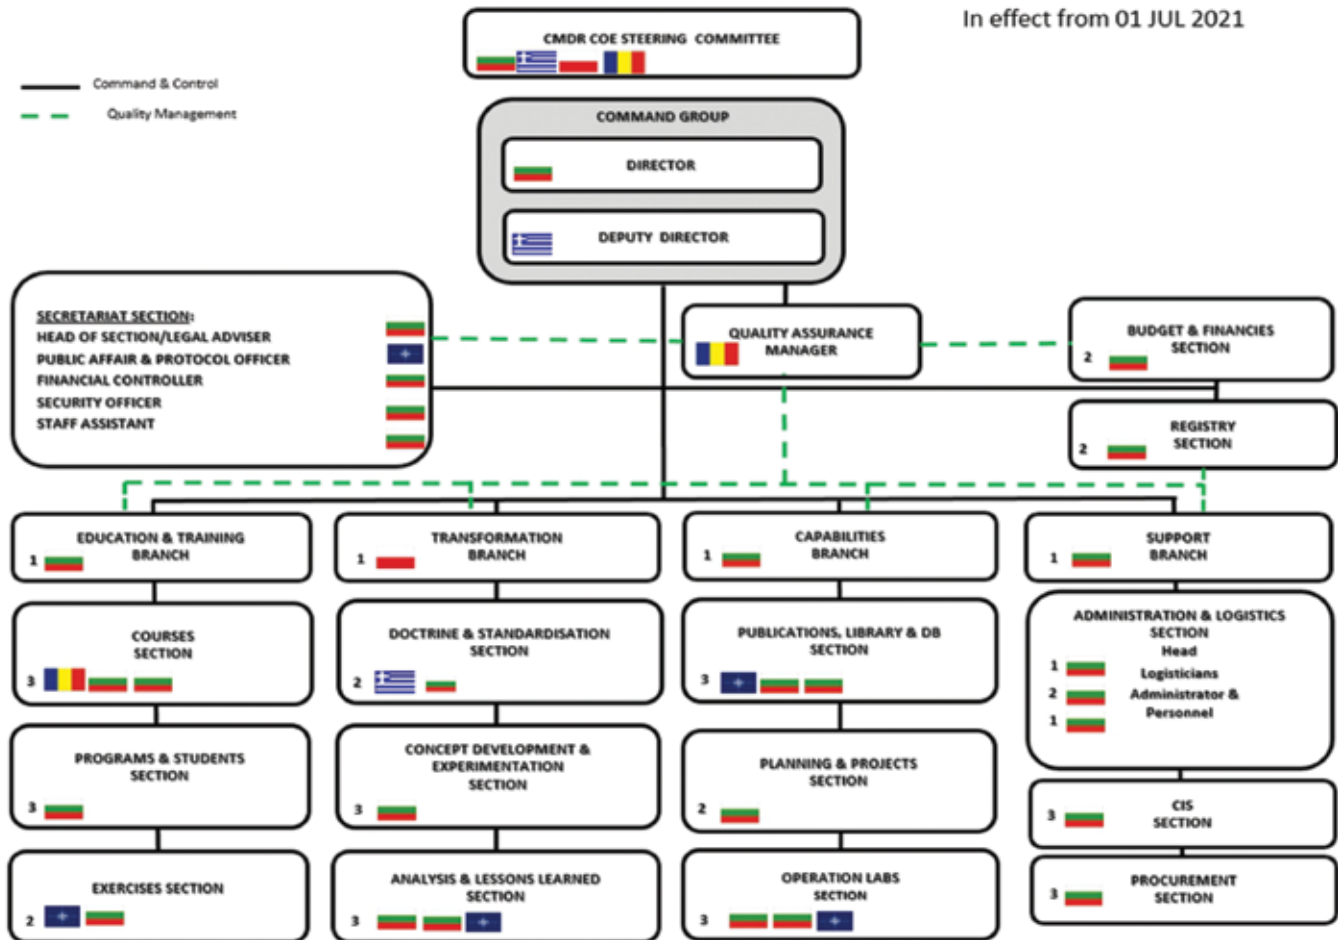 In effect from 01 JUL 2021
CMDR COE STEERING COMMITTEE
Command & Control
Quality Management
COMMAND GROUP
DIRECTOR
DEPUTY DIRECTOR
SECRETARIAT SECTION:
HEAD OF SECTION/LEGAL ADVISER
PUBLIC AFFAIR & PROTOCOL OFFICER
FINANCIAL CONTROLLER
SECURITY OFFICER
STAFF ASSISTANT
QUALITY ASSURANCE
MANAGER
BUDGET & FINANCIES
SECTION
2
REGISTRY
SECTION
2
EDUCATION & TRAINING
BRANCH
1
TRANSFORMATION
BRANCH
1
CAPABILITIES
BRANCH
1
SUPPORT
BRANCH
1
COURSES
SECTION
3
DOCTRINE & STANDARDISATION
SECTION
2
PUBLICATIONS, LIBRARY & DB
SECTION
3
ADMINISTRATION & LOGISTICS
SECTION
Head
1
Logisticians
2
Administrator &
Personnel
1
PROGRAMS & STUDENTS
SECTION
3
CONCEPT DEVELOPMENT &
EXPERIMENTATION
SECTION
3
PLANNING & PROJECTS
SECTION
2
CIS
SECTION
3
EXERCISES SECTION
2
ANALYSIS & LESSONS LEARNED
SECTION
3
OPERATION LABS
SECTION
3
PROCUREMENT
SECTION
3